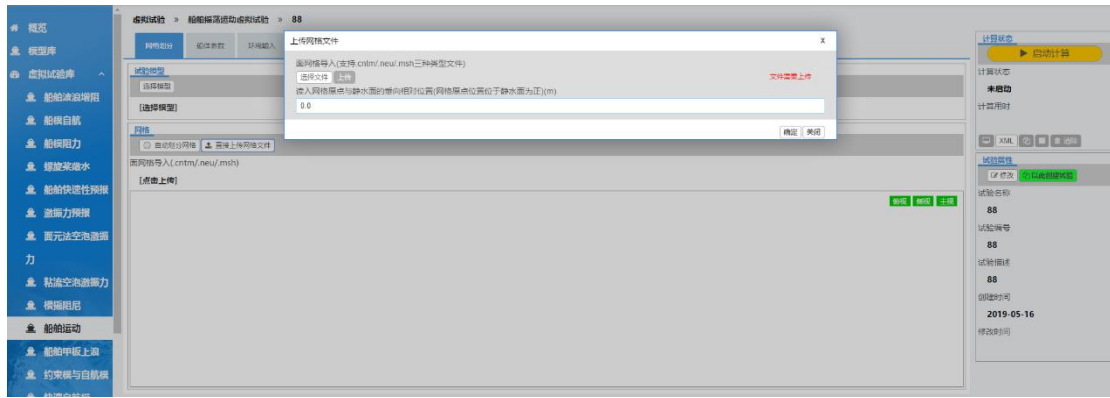 虚拟试验 » 船舶摇荡运动虚拟试验 » 88
概览
模型库
虚拟试验库
船舶波浪增阻
船模自航
船模阻力
螺旋桨敞水
船舶快速性预报
激振力预报
面元法空泡激振
力
粘流空泡激振力
横摇阻尼
船舶运动
船舶甲板上浪
约束模与自航模
网格划分 船体参数 环境输入
试验模型
选择模型
[选择模型]
网格
自动划分网格 直接上传网格文件
面网格导入(.cntm/.neu/.msh)
[点击上传]
俯视 侧视 主视
上传网格文件 x
面网格导入(支持.cntm/.neu/.msh三种类型文件)
选择文件 上传 文件需要上传
读入网格原点与静水面的垂向相对位置(网格原点位置位于静水面为正)(m)
0.0
确定 关闭
计算状态
启动计算
计算状态
未启动
计算用时
XML 清除
试验属性
修改 以此创建试验
试验名称
88
试验编号
88
试验描述
88
创建时间
2019-05-16
修改时间